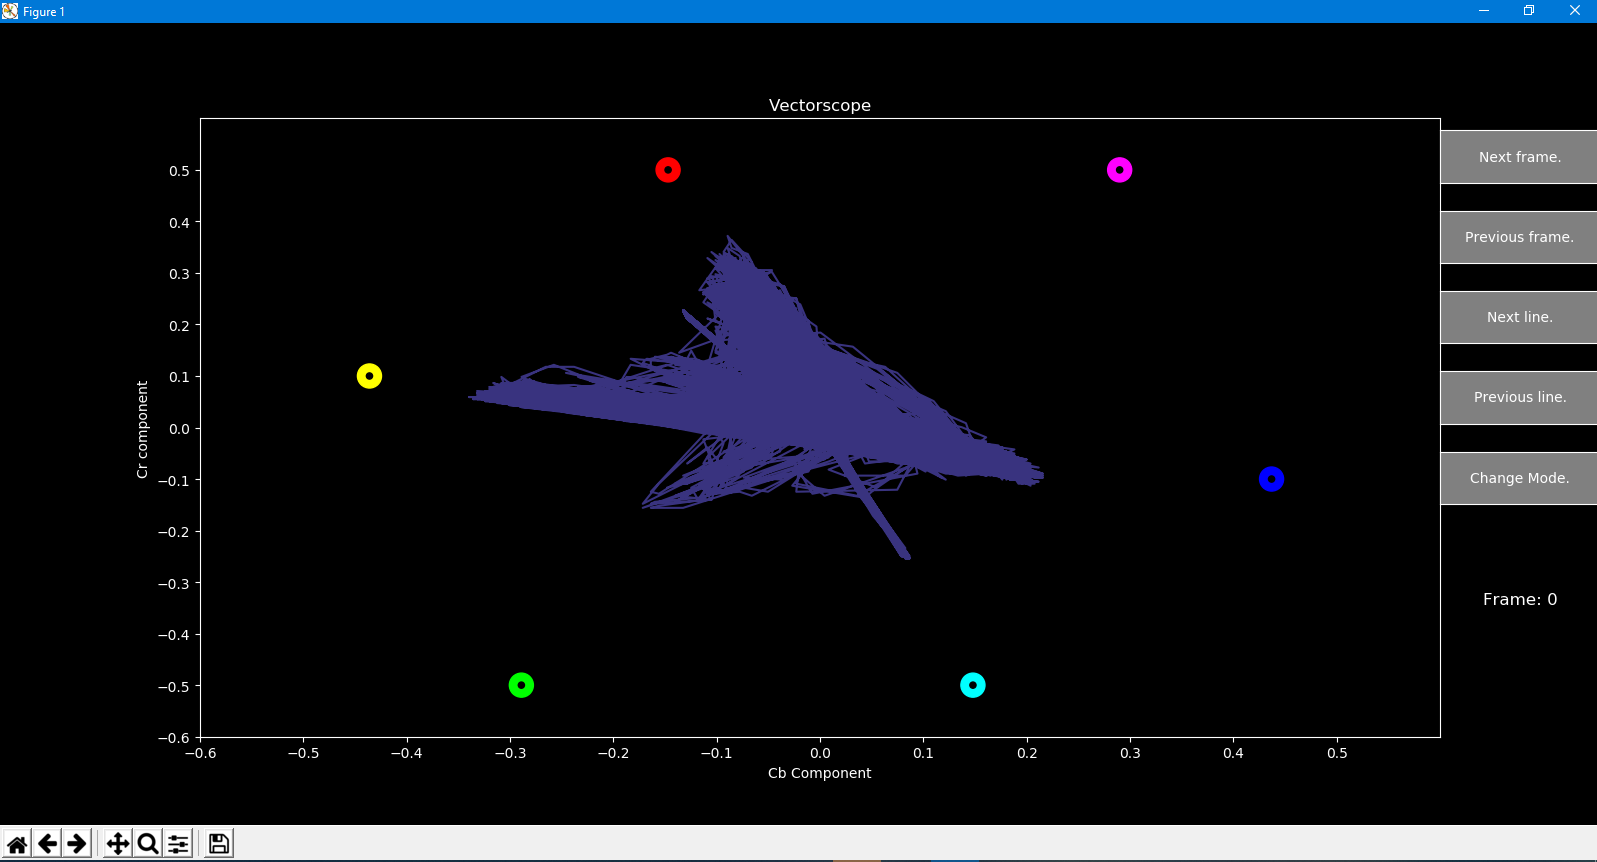 Figure 1
Vectorscope
Cr component
0.5
0.4
0.3
0.2
0.1
0.0
−0.1
−0.2
−0.3
−0.4
−0.5
−0.6
−0.6 −0.5 −0.4 −0.3 −0.2 −0.1 0.0 0.1 0.2 0.3 0.4 0.5
Cb Component
Next frame.
Previous frame.
Next line.
Previous line.
Change Mode.
Frame: 0